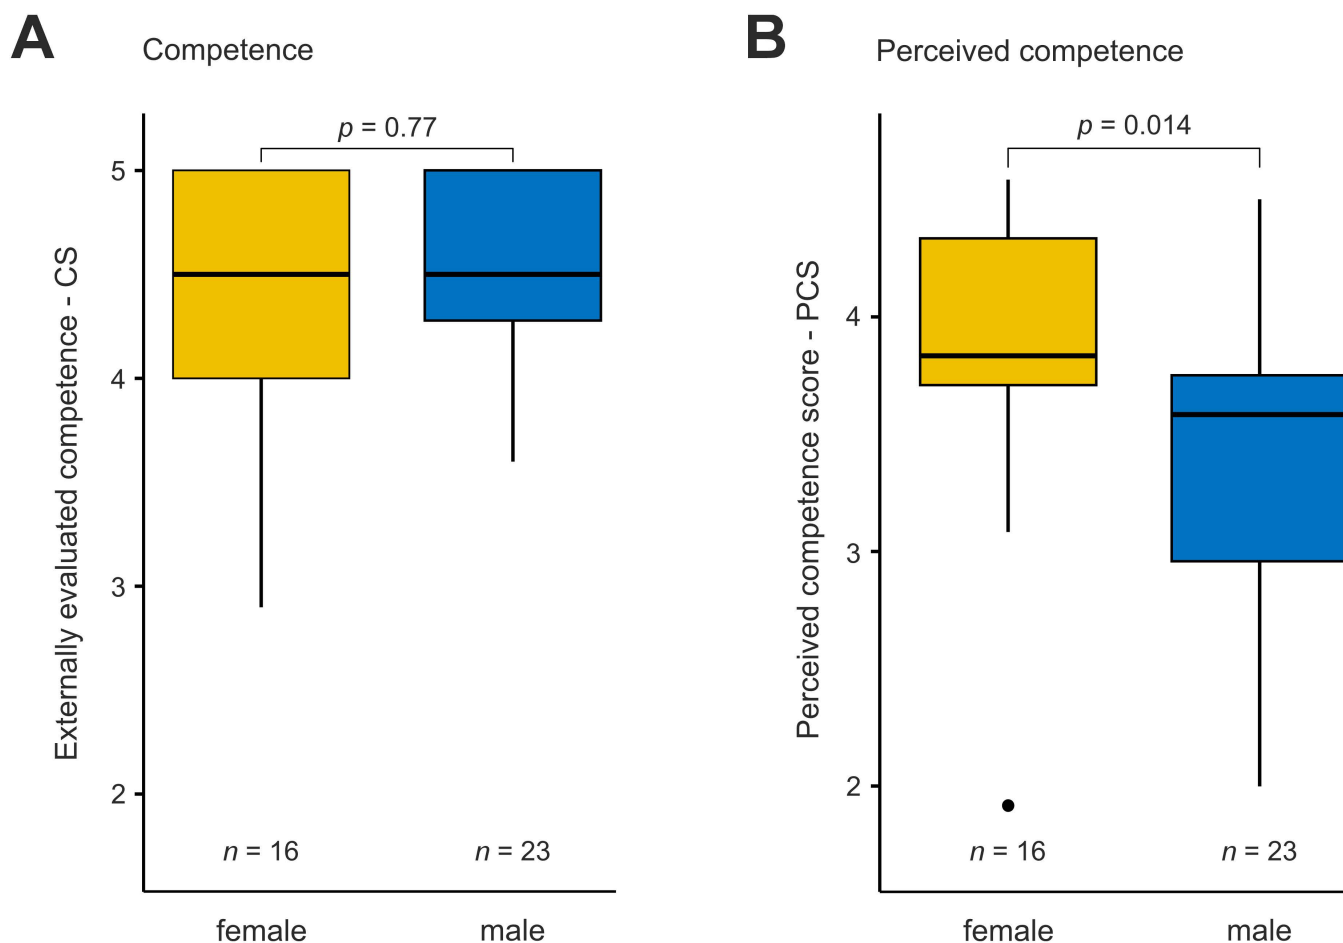 A
Competence
p = 0.77
Externally evaluated competence - CS
5
4
3
2
n = 16
n = 23
female
male
B
Perceived competence
p = 0.014
Perceived competence score - PCS
4
3
2
n = 16
n = 23
female
male